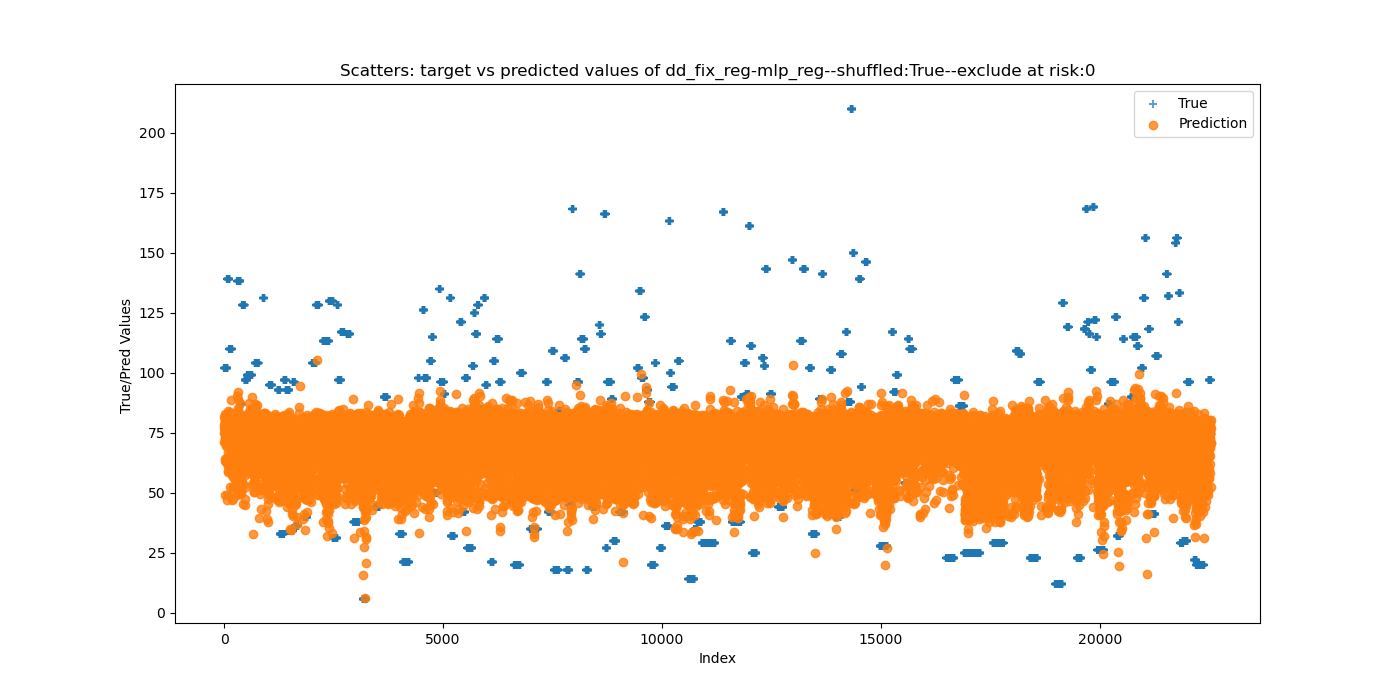 Scatters: target vs predicted values of dd_fix_reg-mlp_reg--shuffled:True--exclude at risk:0
True
Prediction
True/Pred Values
200
175
150
125
100
75
50
25
0
0 5000 10000 15000 20000
Index